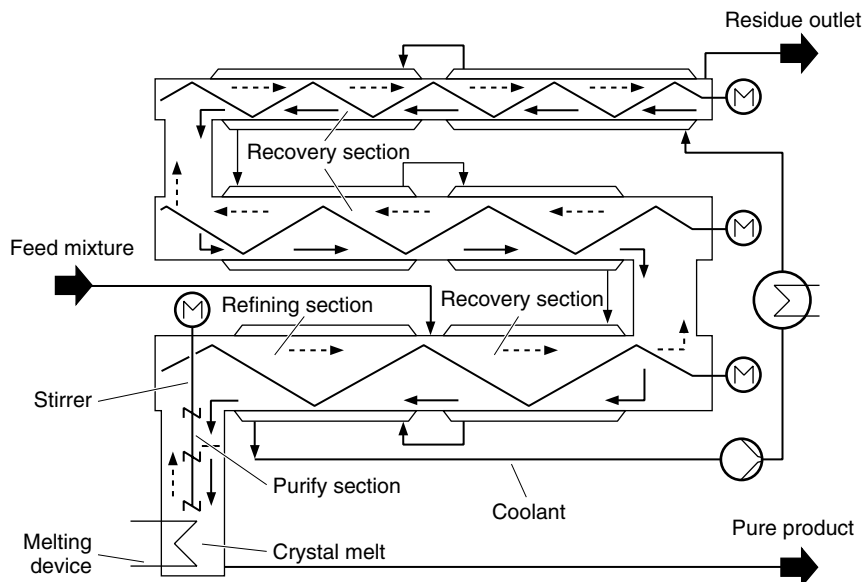 Residue outlet
M
Recovery section
M
Feed mixture
Refining section
Recovery section
M
M
Stirrer
Purify section
Coolant
Pure product
Melting
device
Crystal melt